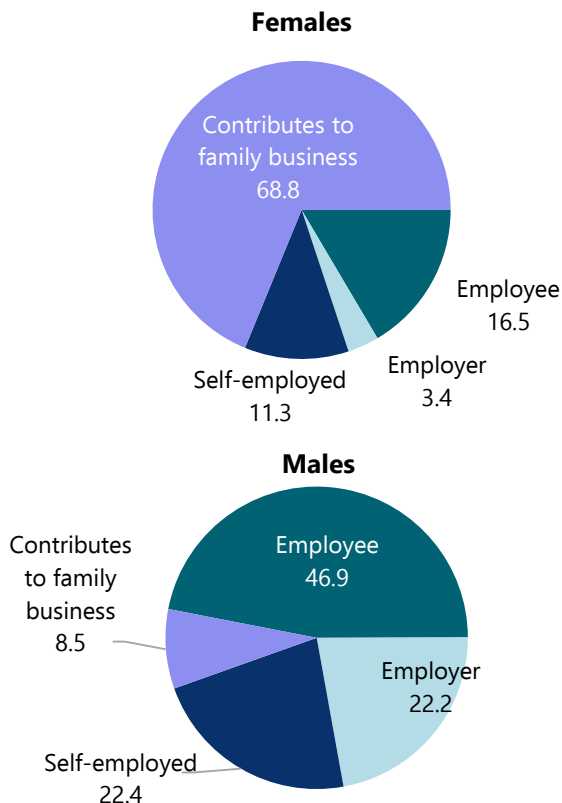 Females
Contributes to
family business
68.8
Employee
16.5
Employer
3.4
Self-employed
11.3
Males
Employee
46.9
Contributes
to family
business
8.5
Employer
22.2
Self-employed
22.4